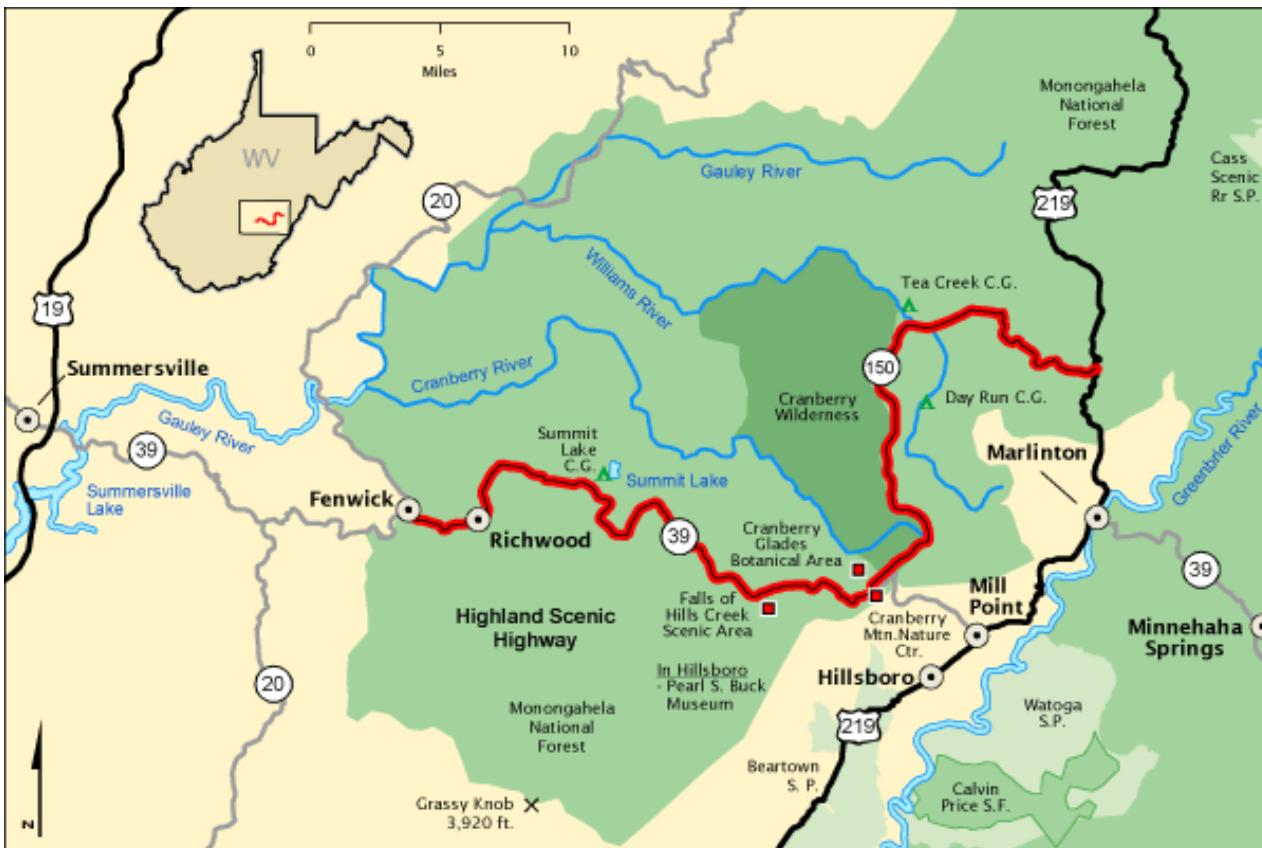 0
5
10
Miles
Monongahela
National
Forest
WV
Gauley River
Cass
Scenic
Rr S.P.
20
219
Williams River
Tea Creek C.G.
19
Summersville
Cranberry River
150
Day Run C.G.
Cranberry
Wilderness
Gauley River
39
Summit
Lake
C.G.
Summit Lake
Marlinton
Greenbrier River
Summersville
Lake
Fenwick
Richwood
39
Cranberry
Glades
Botanical Area
39
Mill
Point
Falls of
Hills Creek
Scenic Area
Cranberry
Mtn.Nature
Ctr.
Minnehaha
Springs
Highland Scenic
Highway
In Hillsboro
- Pearl S. Buck
Museum
Hillsboro
20
Monongahela
National
Forest
219
Watoga
S.P.
Beartown
S. P.
Calvin
Price S.F.
Grassy Knob
3,920 ft.
N